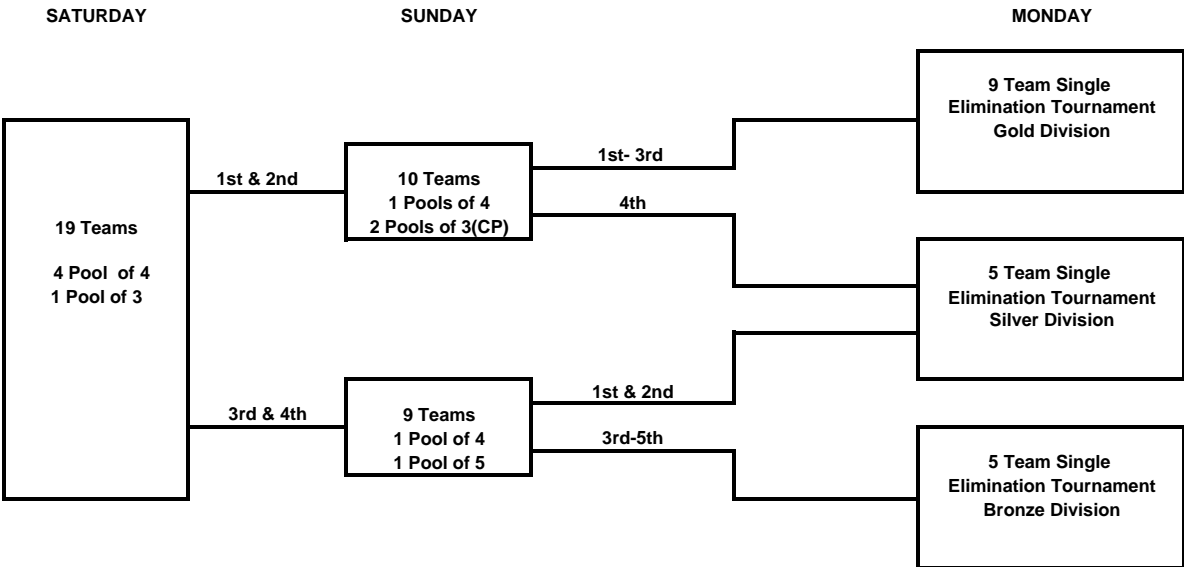 SATURDAY
SUNDAY
MONDAY
19 Teams
4 Pool of 4
1 Pool of 3
1st & 2nd
3rd & 4th
10 Teams
1 Pools of 4
2 Pools of 3(CP)
1st- 3rd
4th
9 Teams
1 Pool of 4
1 Pool of 5
1st & 2nd
3rd-5th
9 Team Single
Elimination Tournament
Gold Division
5 Team Single
Elimination Tournament
Silver Division
5 Team Single
Elimination Tournament
Bronze Division